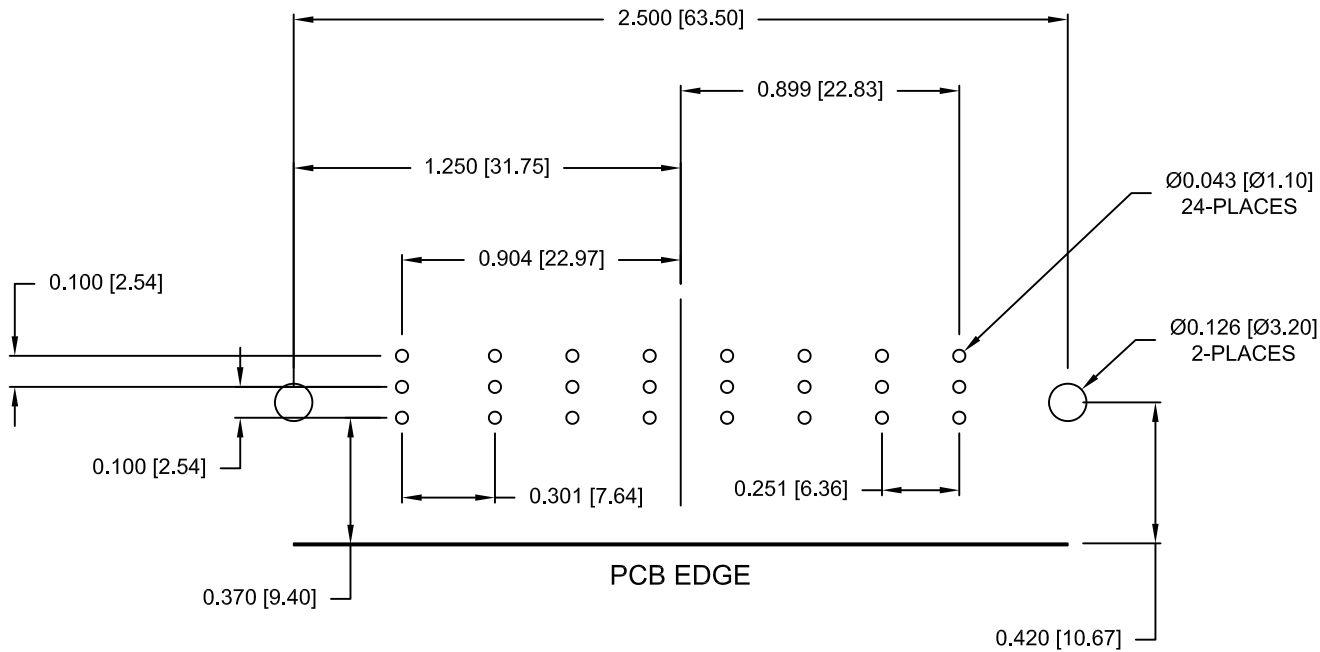 2.500 [63.50]
0.899 [22.83]
1.250 [31.75]
Ø0.043 [Ø1.10]
24-PLACES
0.904 [22.97]
0.100 [2.54]
Ø0.126 [Ø3.20]
2-PLACES
0.100 [2.54]
0.301 [7.64]
0.251 [6.36]
PCB EDGE
0.370 [9.40]
0.420 [10.67]